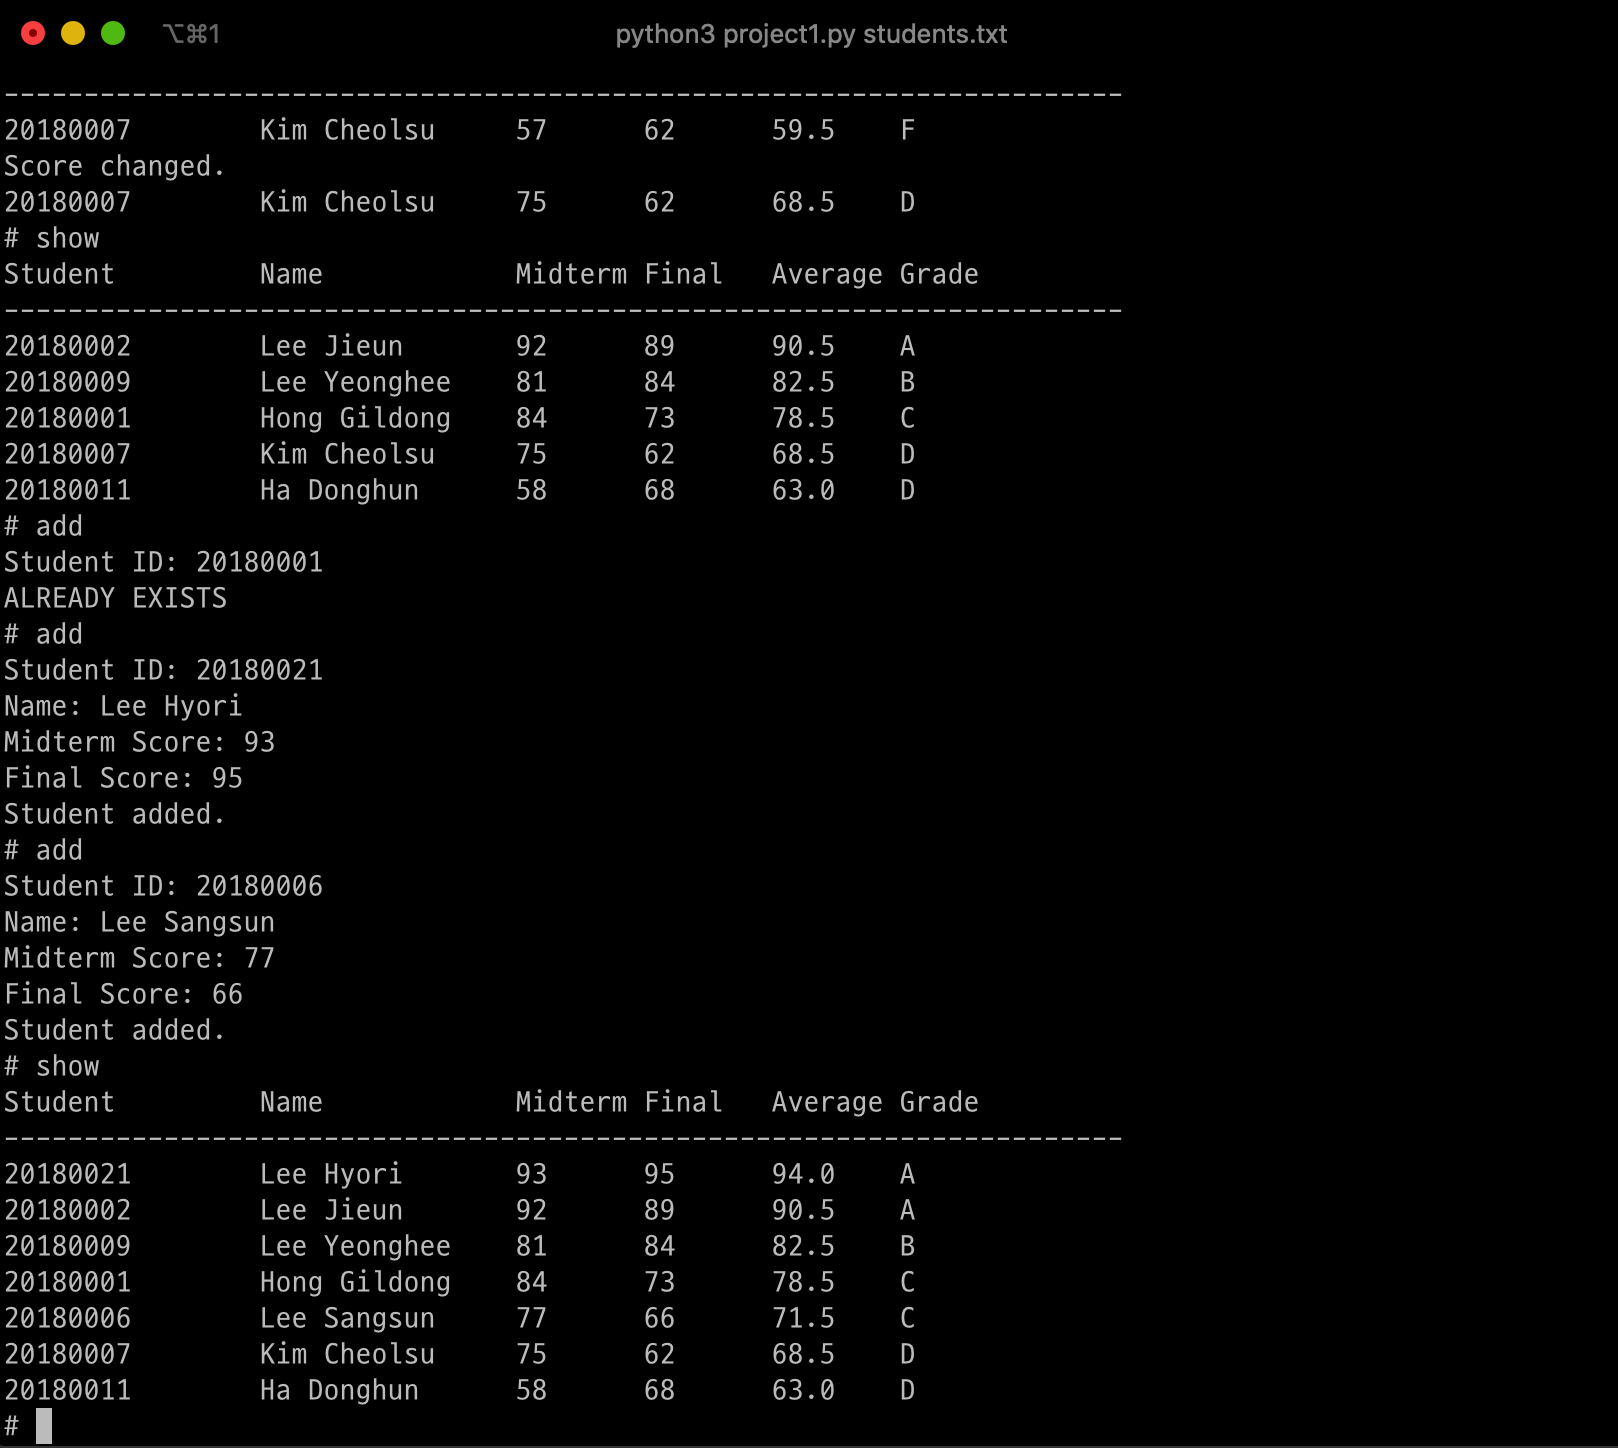 ⌥⌘1 python3 project1.py students.txt
----------------------------------------------------------------------
20180007 Kim Cheolsu 57 62 59.5 F
Score changed.
20180007 Kim Cheolsu 75 62 68.5 D
# show
Student Name Midterm Final Average Grade
----------------------------------------------------------------------
20180002 Lee Jieun 92 89 90.5 A
20180009 Lee Yeonghee 81 84 82.5 B
20180001 Hong Gildong 84 73 78.5 C
20180007 Kim Cheolsu 75 62 68.5 D
20180011 Ha Donghun 58 68 63.0 D
# add
Student ID: 20180001
ALREADY EXISTS
# add
Student ID: 20180021
Name: Lee Hyori
Midterm Score: 93
Final Score: 95
Student added.
# add
Student ID: 20180006
Name: Lee Sangsun
Midterm Score: 77
Final Score: 66
Student added.
# show
Student Name Midterm Final Average Grade
----------------------------------------------------------------------
20180021 Lee Hyori 93 95 94.0 A
20180002 Lee Jieun 92 89 90.5 A
20180009 Lee Yeonghee 81 84 82.5 B
20180001 Hong Gildong 84 73 78.5 C
20180006 Lee Sangsun 77 66 71.5 C
20180007 Kim Cheolsu 75 62 68.5 D
20180011 Ha Donghun 58 68 63.0 D
#